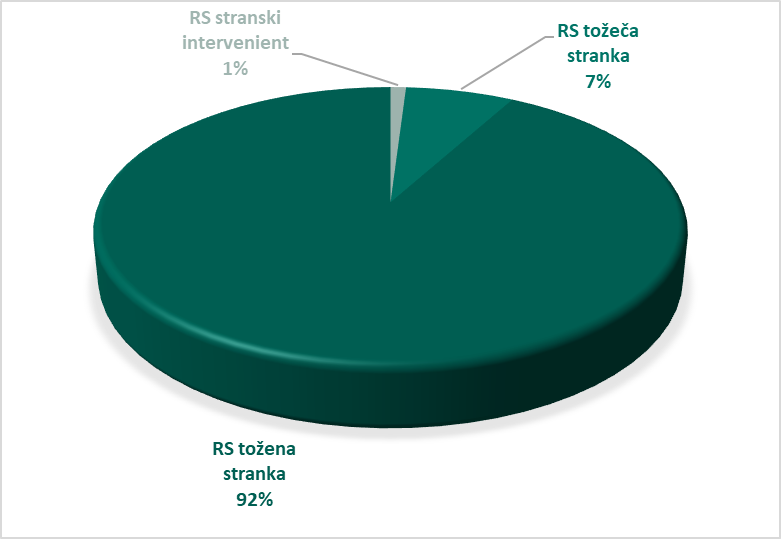 RS stranski
intervenient
1%
RS tožeča
stranka
7%
RS tožena
stranka
92%